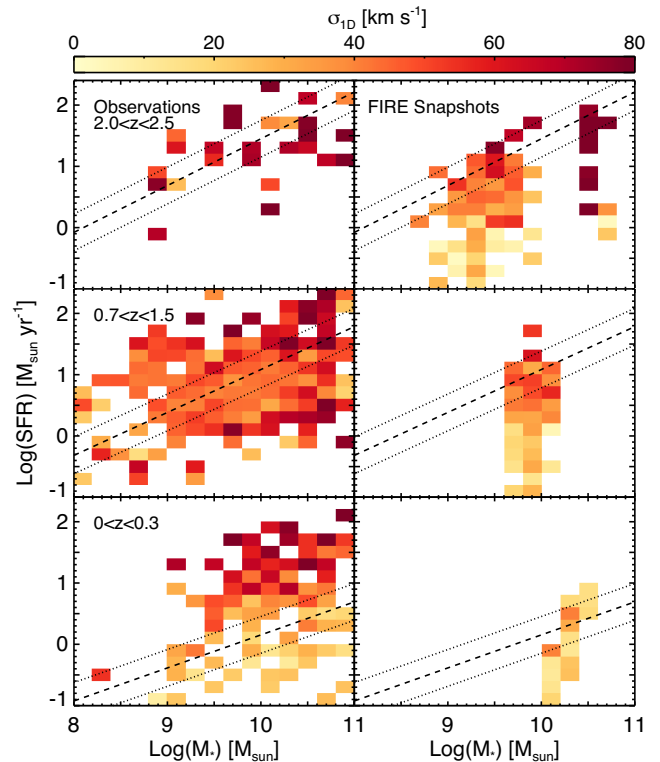 σ1D [km s-1]
0 20 40 60 80
Observations
2.0<z<2.5
FIRE Snapshots
2
1
0
-1
0.7<z<1.5
2
1
0
-1
0<z<0.3
2
1
0
-1
Log(SFR) [Msun yr-1]
8 9 10 11
9 10 11
Log(M*) [Msun]
Log(M*) [Msun]